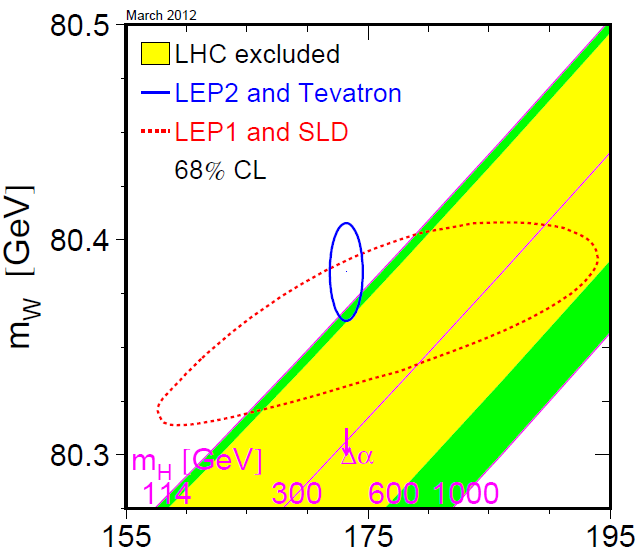 March 2012
80.5
LHC excluded
LEP2 and Tevatron
LEP1 and SLD
68% CL
80.4
m_W [GeV]
80.3
m_H [GeV]
Δα
114 300 600 1000
155 175 195